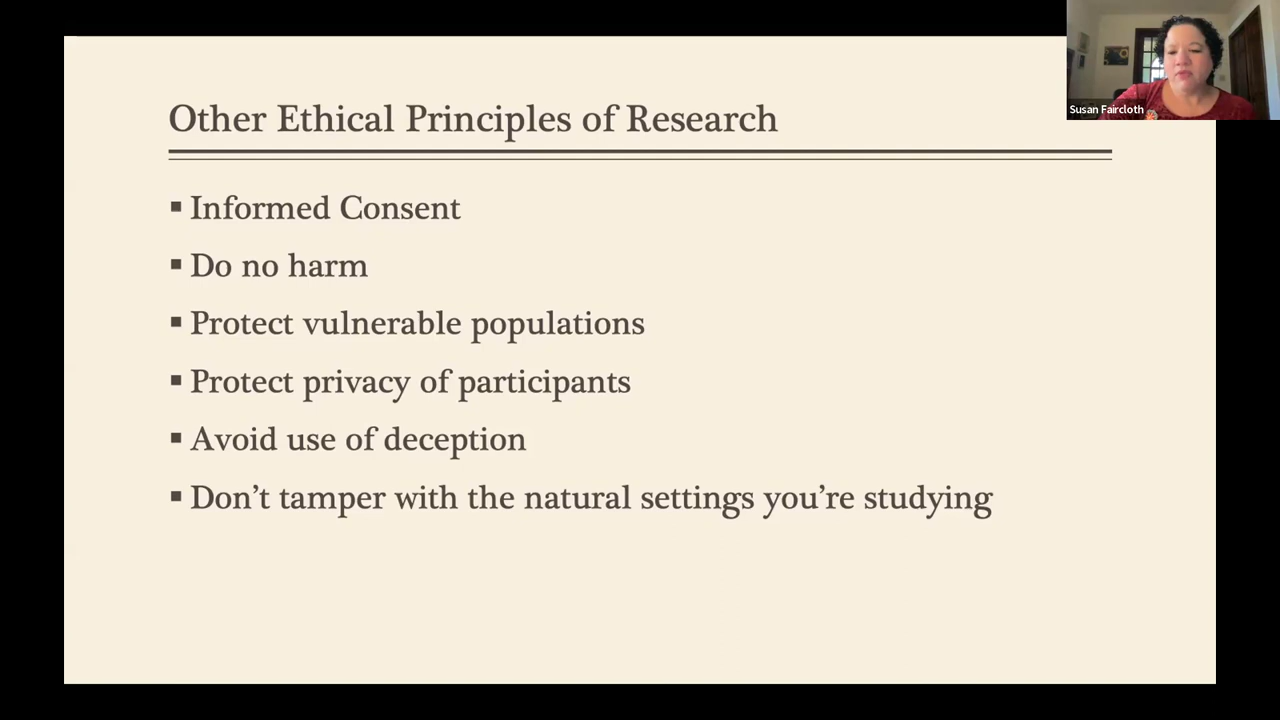 Other Ethical Principles of Research
Susan Faircloth
▪ Informed Consent
▪ Do no harm
▪ Protect vulnerable populations
▪ Protect privacy of participants
▪ Avoid use of deception
▪ Don’t tamper with the natural settings you’re studying